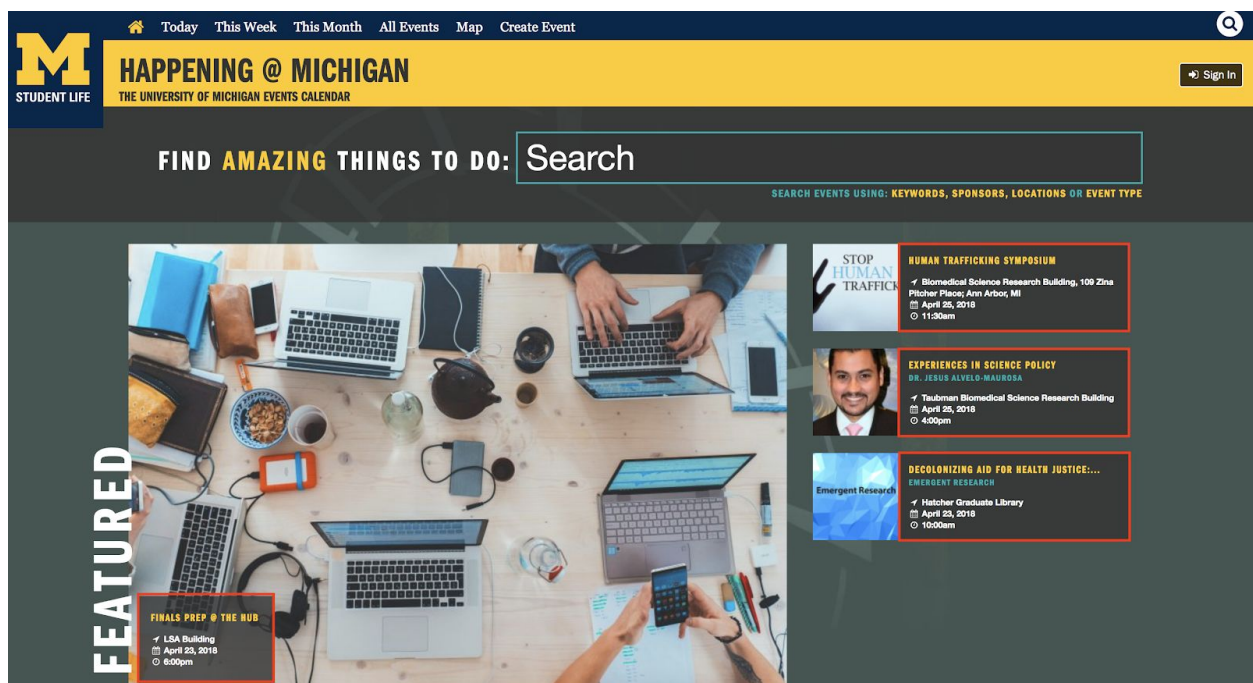 Today This Week This Month All Events Map Create Event
M
STUDENT LIFE
HAPPENING @ MICHIGAN
THE UNIVERSITY OF MICHIGAN EVENTS CALENDAR
Sign In
FIND AMAZING THINGS TO DO: Search
SEARCH EVENTS USING: KEYWORDS, SPONSORS, LOCATIONS OR EVENT TYPE
FEATURED
FINALS PREP @ THE HUB
LSA Building
April 23, 2018
6:00pm
STOP
HUMAN
TRAFFICK
HUMAN TRAFFICKING SYMPOSIUM
Biomedical Science Research Building, 109 Zina
Pitcher Place; Ann Arbor, MI
April 25, 2018
11:30am
EXPERIENCES IN SCIENCE POLICY
DR. JESUS ALVELO-MAUROSA
Taubman Biomedical Science Research Building
April 25, 2018
4:00pm
Emergent Research
DECOLONIZING AID FOR HEALTH JUSTICE:...
EMERGENT RESEARCH
Hatcher Graduate Library
April 23, 2018
10:00am